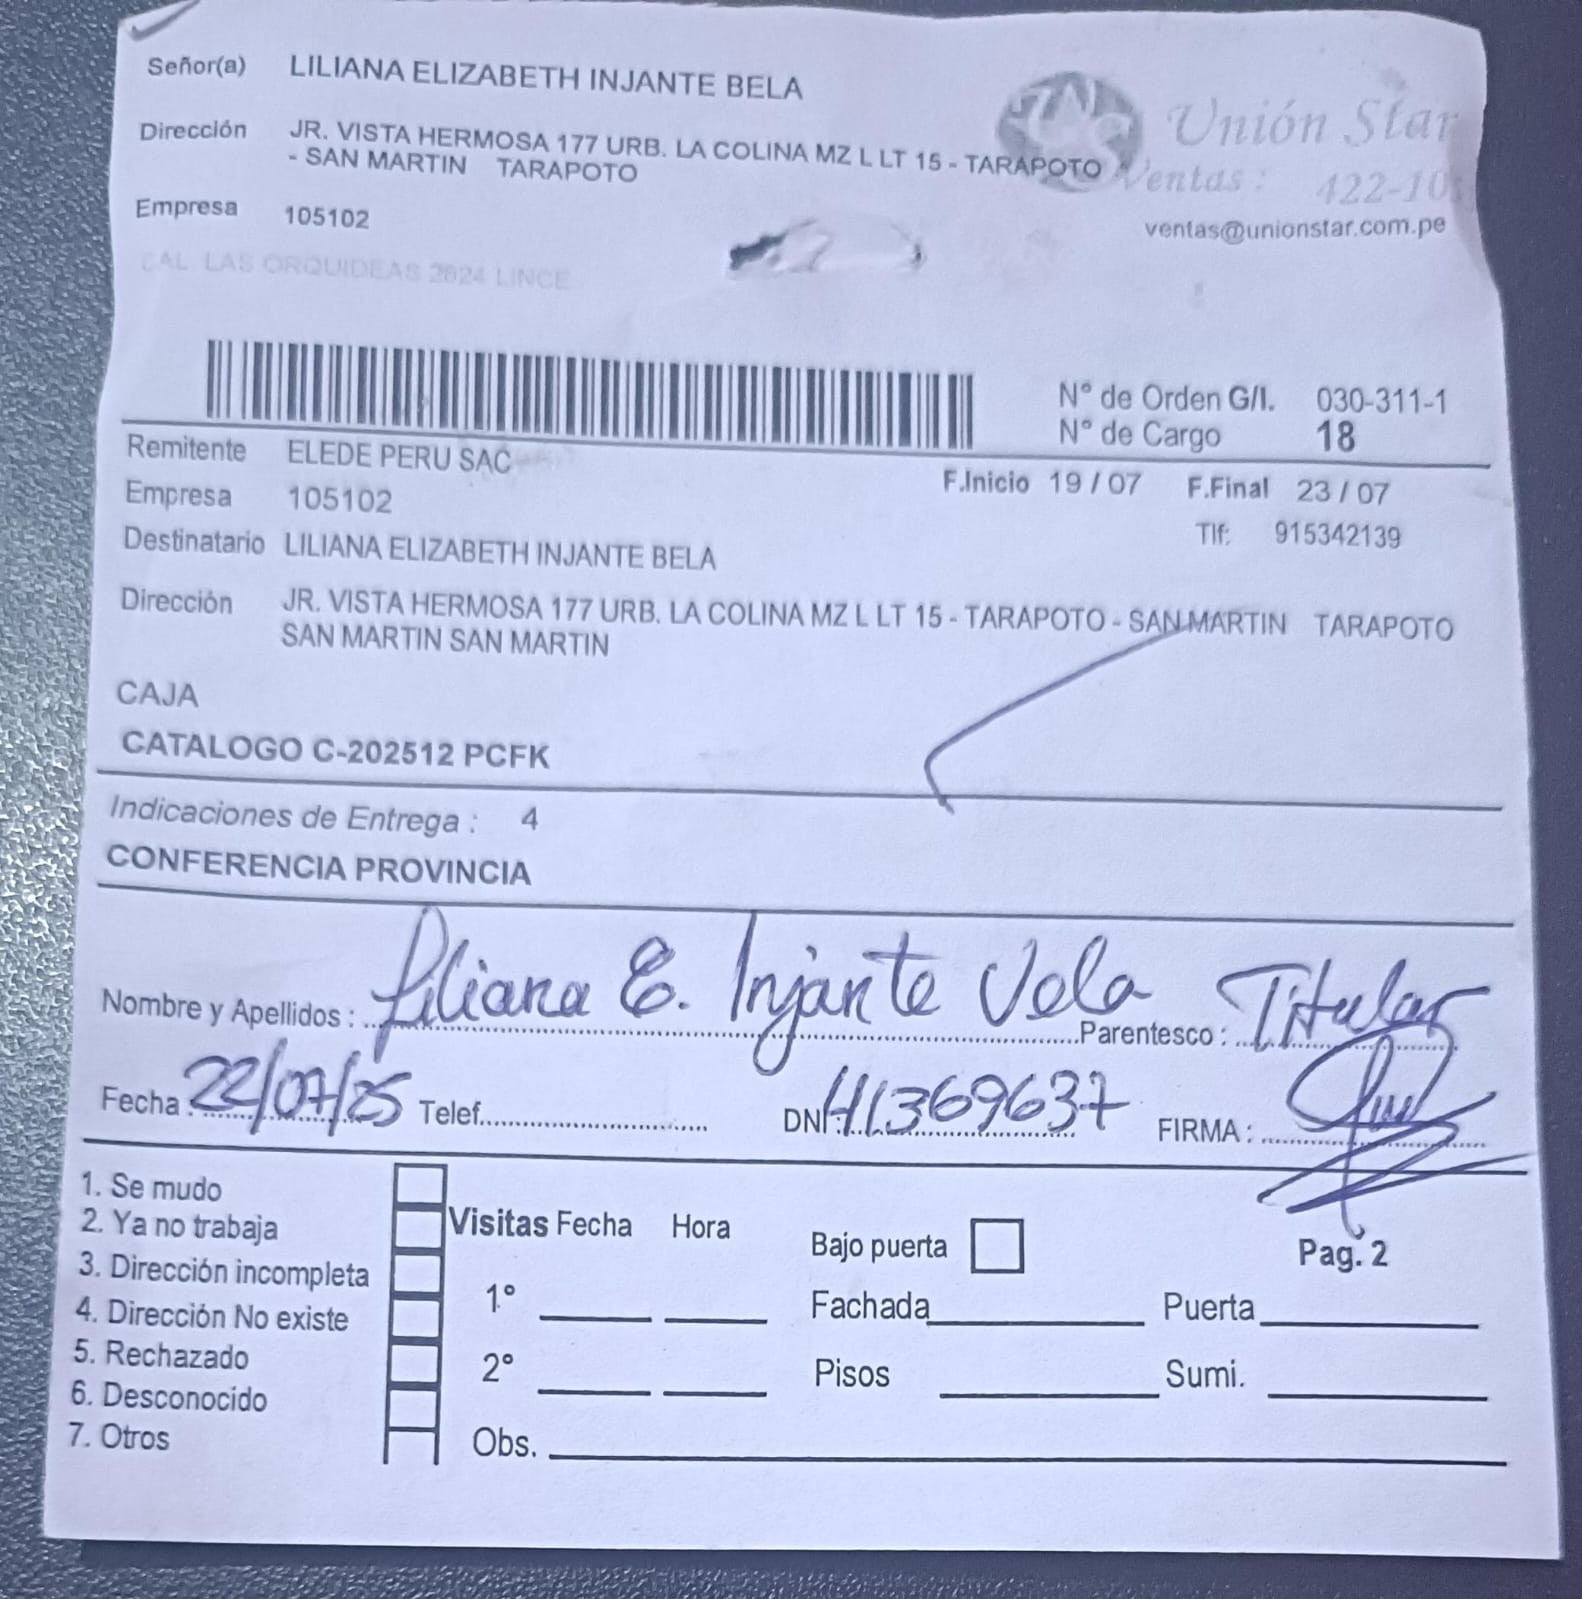 Señor(a) LILIANA ELIZABETH INJANTE BELA
Unión Star
Dirección JR. VISTA HERMOSA 177 URB. LA COLINA MZ L LT 15 - TARAPOTO
- SAN MARTIN TARAPOTO
Ventas : 422-10
Empresa 105102
ventas@unionstar.com.pe
CAL LAS ORQUIDEAS 2624 LINCE
N° de Orden G/I. 030-311-1
N° de Cargo 18
Remitente ELEDE PERU SAC
F.Inicio 19 / 07 F.Final 23 / 07
Empresa 105102
Tlf: 915342139
Destinatario LILIANA ELIZABETH INJANTE BELA
Dirección JR. VISTA HERMOSA 177 URB. LA COLINA MZ L LT 15 - TARAPOTO - SAN MARTIN TARAPOTO
SAN MARTIN SAN MARTIN
CAJA
CATALOGO C-202512 PCFK
Indicaciones de Entrega : 4
CONFERENCIA PROVINCIA
Nombre y Apellidos : Liliana E. Injante Vela Parentesco : Titular
Fecha : 22/07/25 Telef. DNI: 41369637 FIRMA :
1. Se mudo
2. Ya no trabaja
3. Dirección incompleta
4. Dirección No existe
5. Rechazado
6. Desconocido
7. Otros
Visitas Fecha Hora
1°
2°
Obs.
Bajo puerta
Pag. 2
Fachada Puerta
Pisos Sumi.